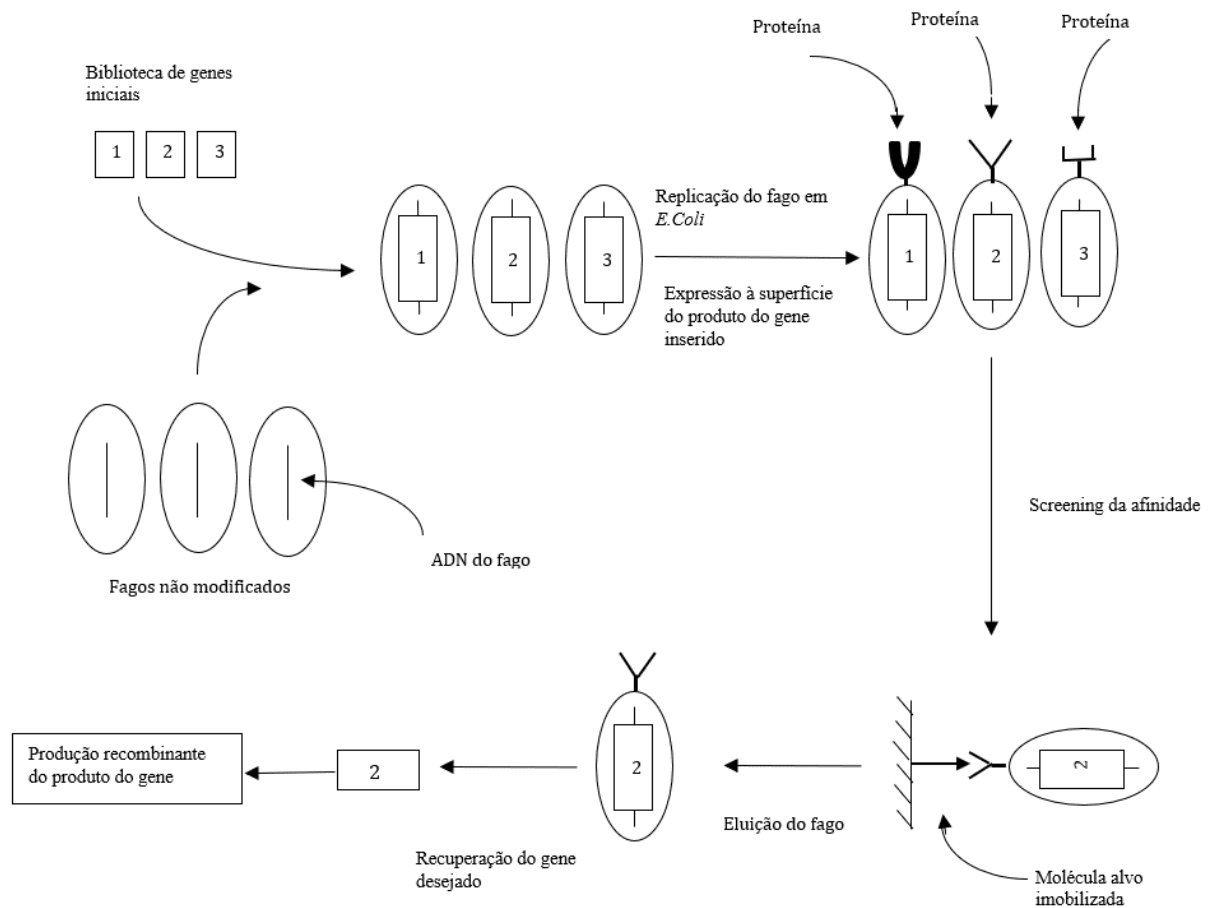 Proteína
Proteína
Proteína
Biblioteca de genes
iniciais
1
2
3
1
2
3
Replicação do fago em
E.Coli
Expressão à superfície
do produto do gene
inserido
1
2
3
ADN do fago
Fagos não modificados
Screening da afinidade
Produção recombinante
do produto do gene
2
Recuperação do gene
desejado
2
Eluição do fago
2
Molécula alvo
imobilizada